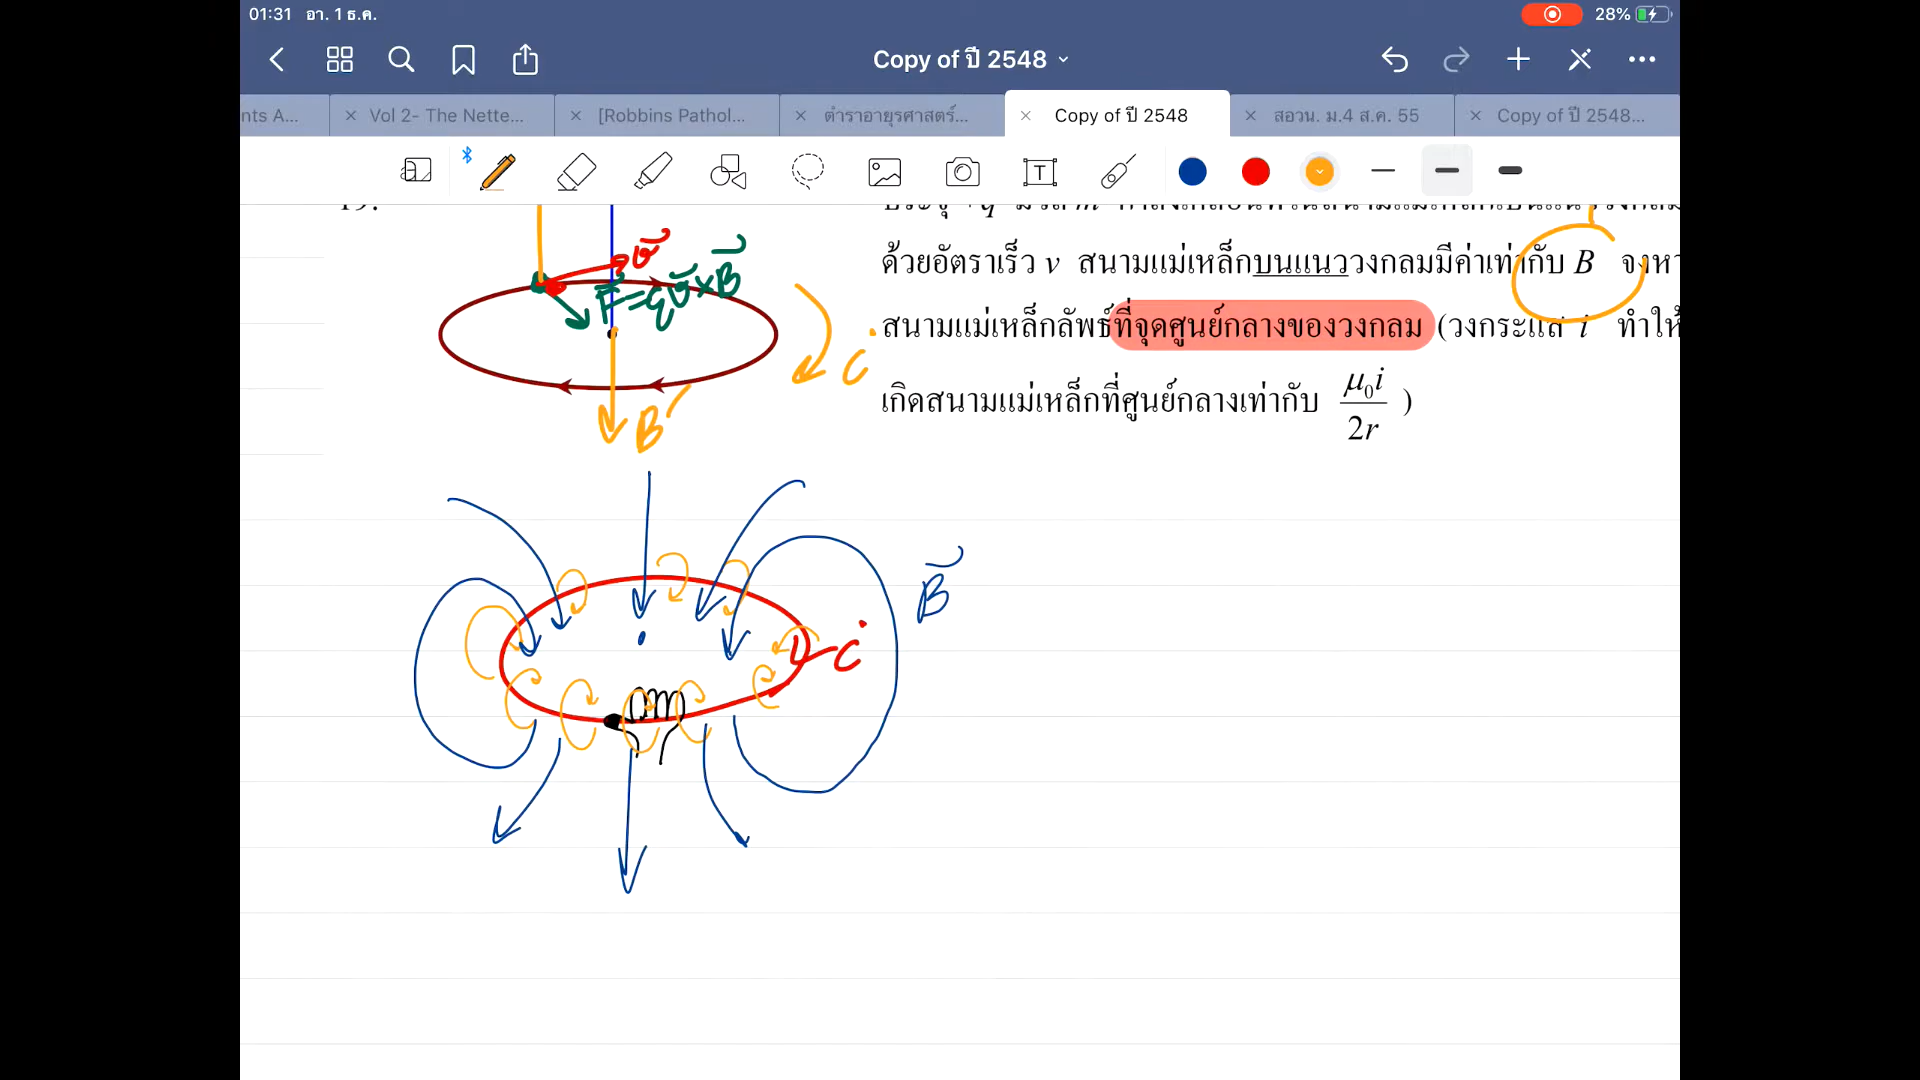 01:31 อา. 1 ธ.ค.
28%
Copy of ปี 2548
nts A...
Vol 2- The Nette...
[Robbins Pathol...
ตำราอายุรศาสตร์...
Copy of ปี 2548
สอวน. ม.4 ส.ค. 55
Copy of ปี 2548...
19.
ด้วยอัตราเร็ว v สนามแม่เหล็กบนแนววงกลมมีค่าเท่ากับ B จงหา
สนามแม่เหล็กลัพธ์ที่จุดศูนย์กลางของวงกลม (วงกระแส i ทำให้
เกิดสนามแม่เหล็กที่ศูนย์กลางเท่ากับ μ₀i/2r )
v
F = qv×B
i
B'
B
i